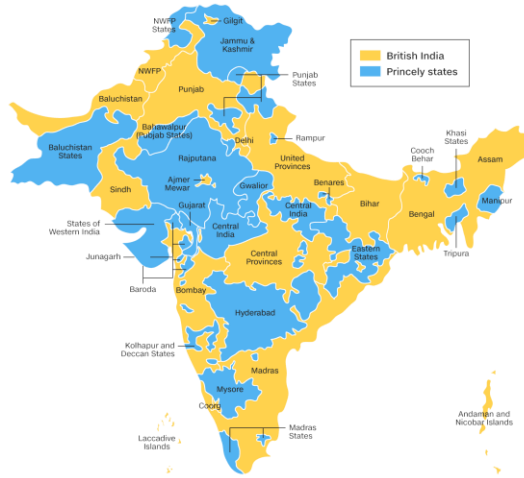 NWFP
States
Gilgit
Jammu &
Kashmir
British India
Princely states
NWFP
Punjab
Punjab
States
Baluchistan
Bahawalpur
(Punjab States)
Delhi
Rampur
Baluchistan
States
Rajputana
United
Provinces
Khasi
States
Cooch
Behar
Assam
Sindh
Ajmer
Mewar
Gwalior
Benares
Bihar
Bengal
Manipur
States of
Western India
Gujarat
Central
India
Central
India
Tripura
Junagarh
Central
Provinces
Eastern
States
Baroda
Bombay
Hyderabad
Kolhapur and
Deccan States
Madras
Mysore
Coorg
Laccadive
Islands
Madras
States
Andaman and
Nicobar Islands